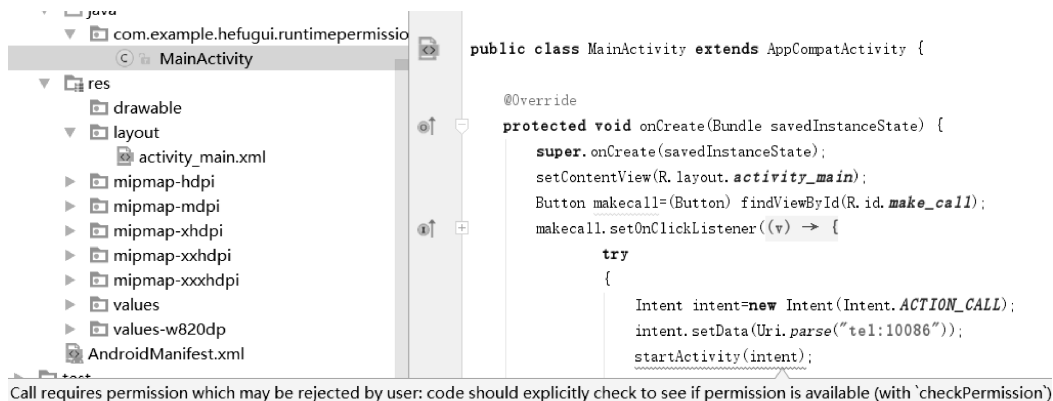 java
com.example.hefugui.runtimepermissio
MainActivity
res
drawable
layout
activity_main.xml
mipmap-hdpi
mipmap-mdpi
mipmap-xhdpi
mipmap-xxhdpi
mipmap-xxxhdpi
values
values-w820dp
AndroidManifest.xml
test
public class MainActivity extends AppCompatActivity {
@Override
protected void onCreate(Bundle savedInstanceState) {
super.onCreate(savedInstanceState);
setContentView(R.layout.activity_main);
Button makecall=(Button) findViewById(R.id.make_call);
makecall.setOnClickListener((v) → {
try
{
Intent intent=new Intent(Intent.ACTION_CALL);
intent.setData(Uri.parse("tel:10086"));
startActivity(intent);
Call requires permission which may be rejected by user: code should explicitly check to see if permission is available (with `checkPermission`)